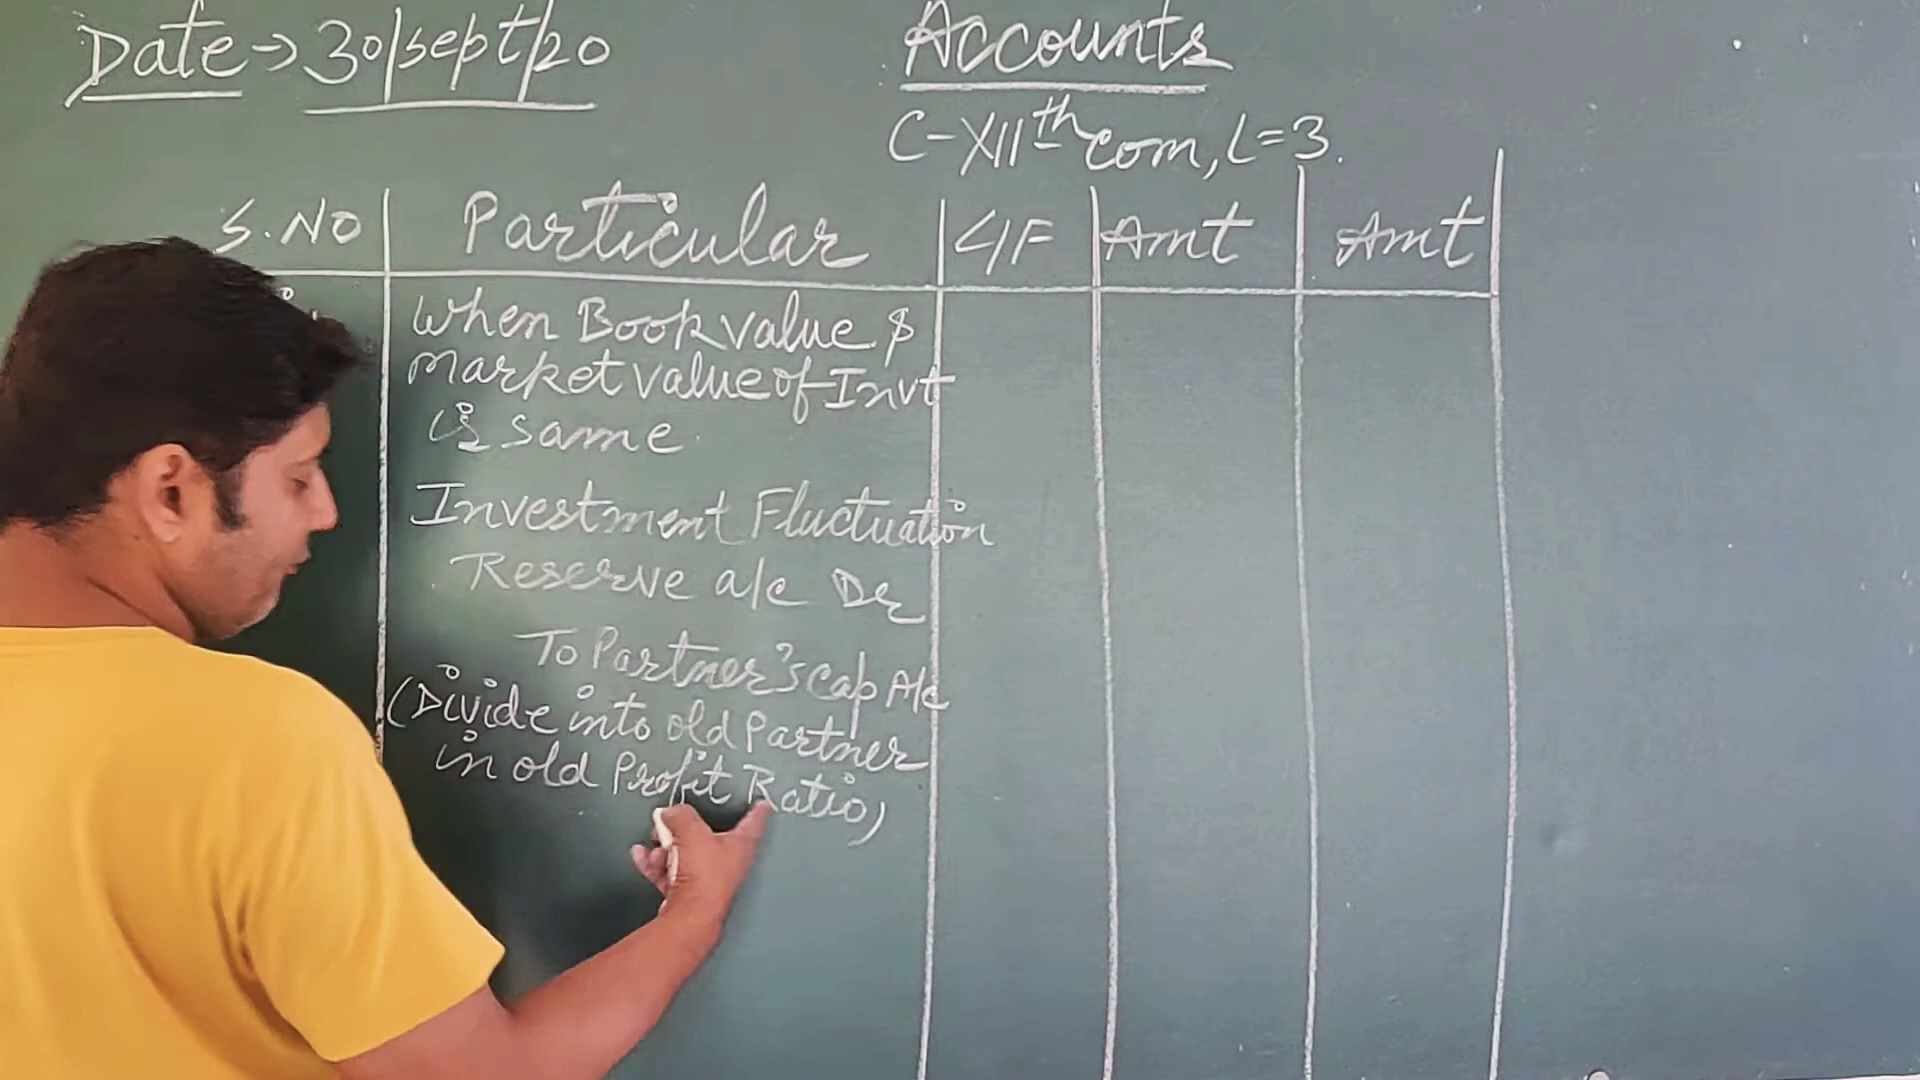 Date → 30/sept/20
Accounts
C-XIIth com, L=3.
S.NO Particular L/F Amt Amt
When Book value &
Market value of Invt
is same.
Investment Fluctuation
Reserve a/c Dr
To Partner's Cap A/c
(Divide into old Partner
in old Profit Ratio)